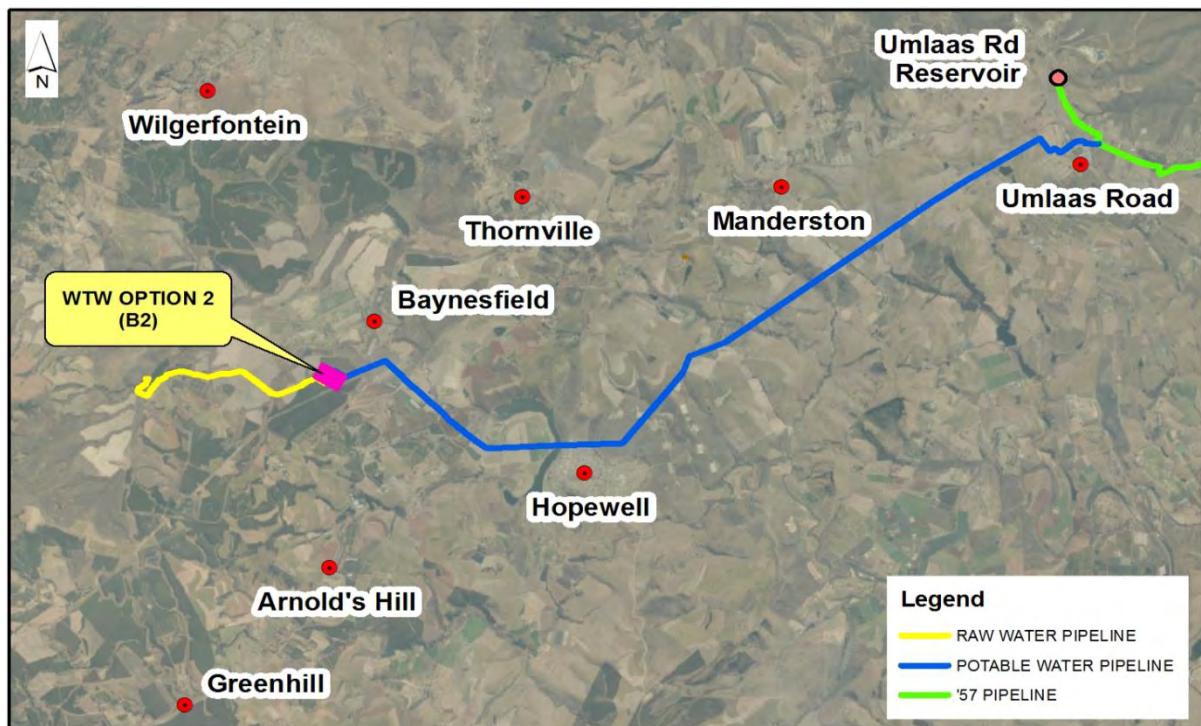 N
Umlaas Rd
Reservoir
Wilgerfontein
Thornville
Manderston
Umlaas Road
WTW OPTION 2
(B2)
Baynesfield
Hopewell
Arnold's Hill
Greenhill
Legend
RAW WATER PIPELINE
POTABLE WATER PIPELINE
'57 PIPELINE